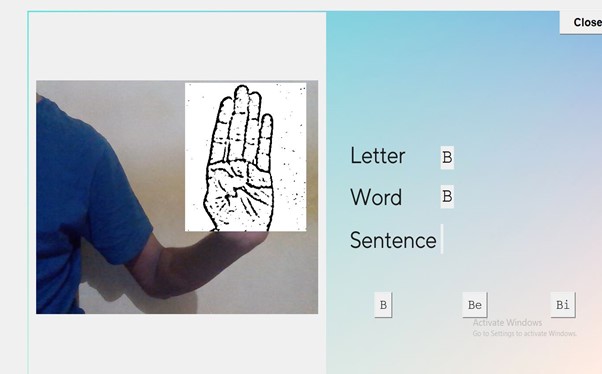 Close
Letter B
Word B
Sentence
B Be Bi
Activate Windows
Go to Settings to activate Windows.